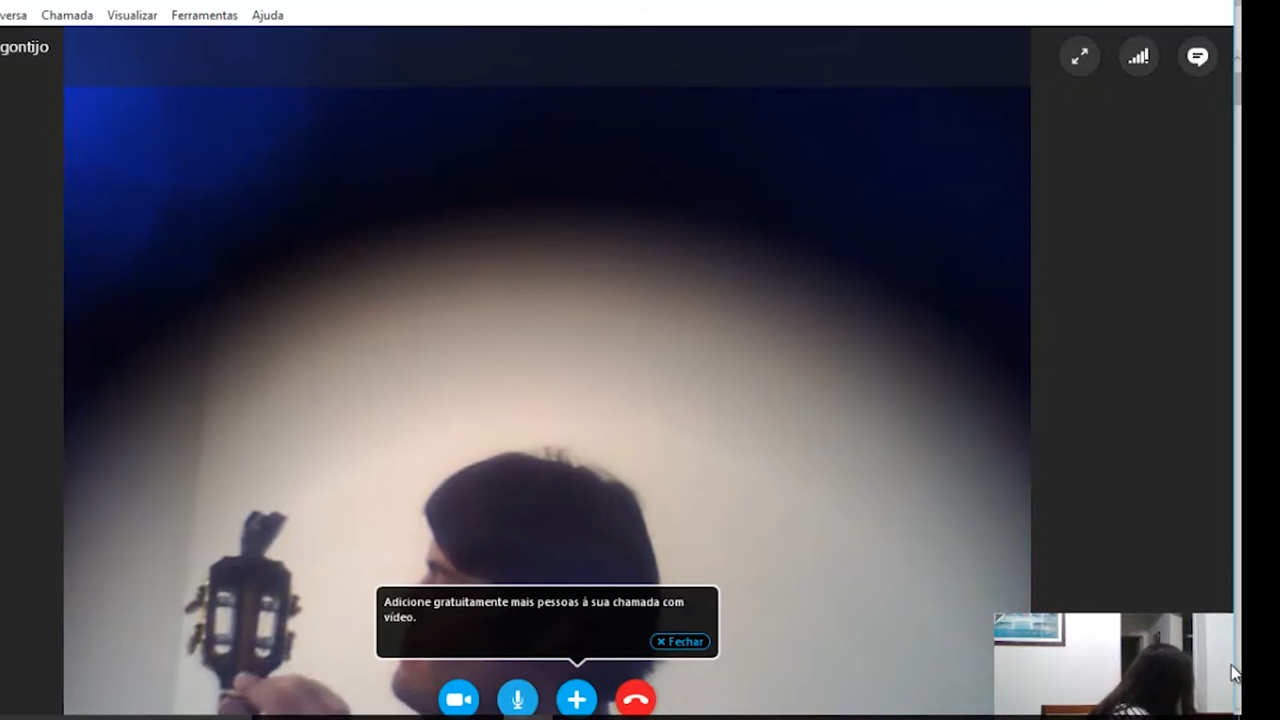 versa Chamada Visualizar Ferramentas Ajuda
gontijo
Adicione gratuitamente mais pessoas à sua chamada com
vídeo.
× Fechar